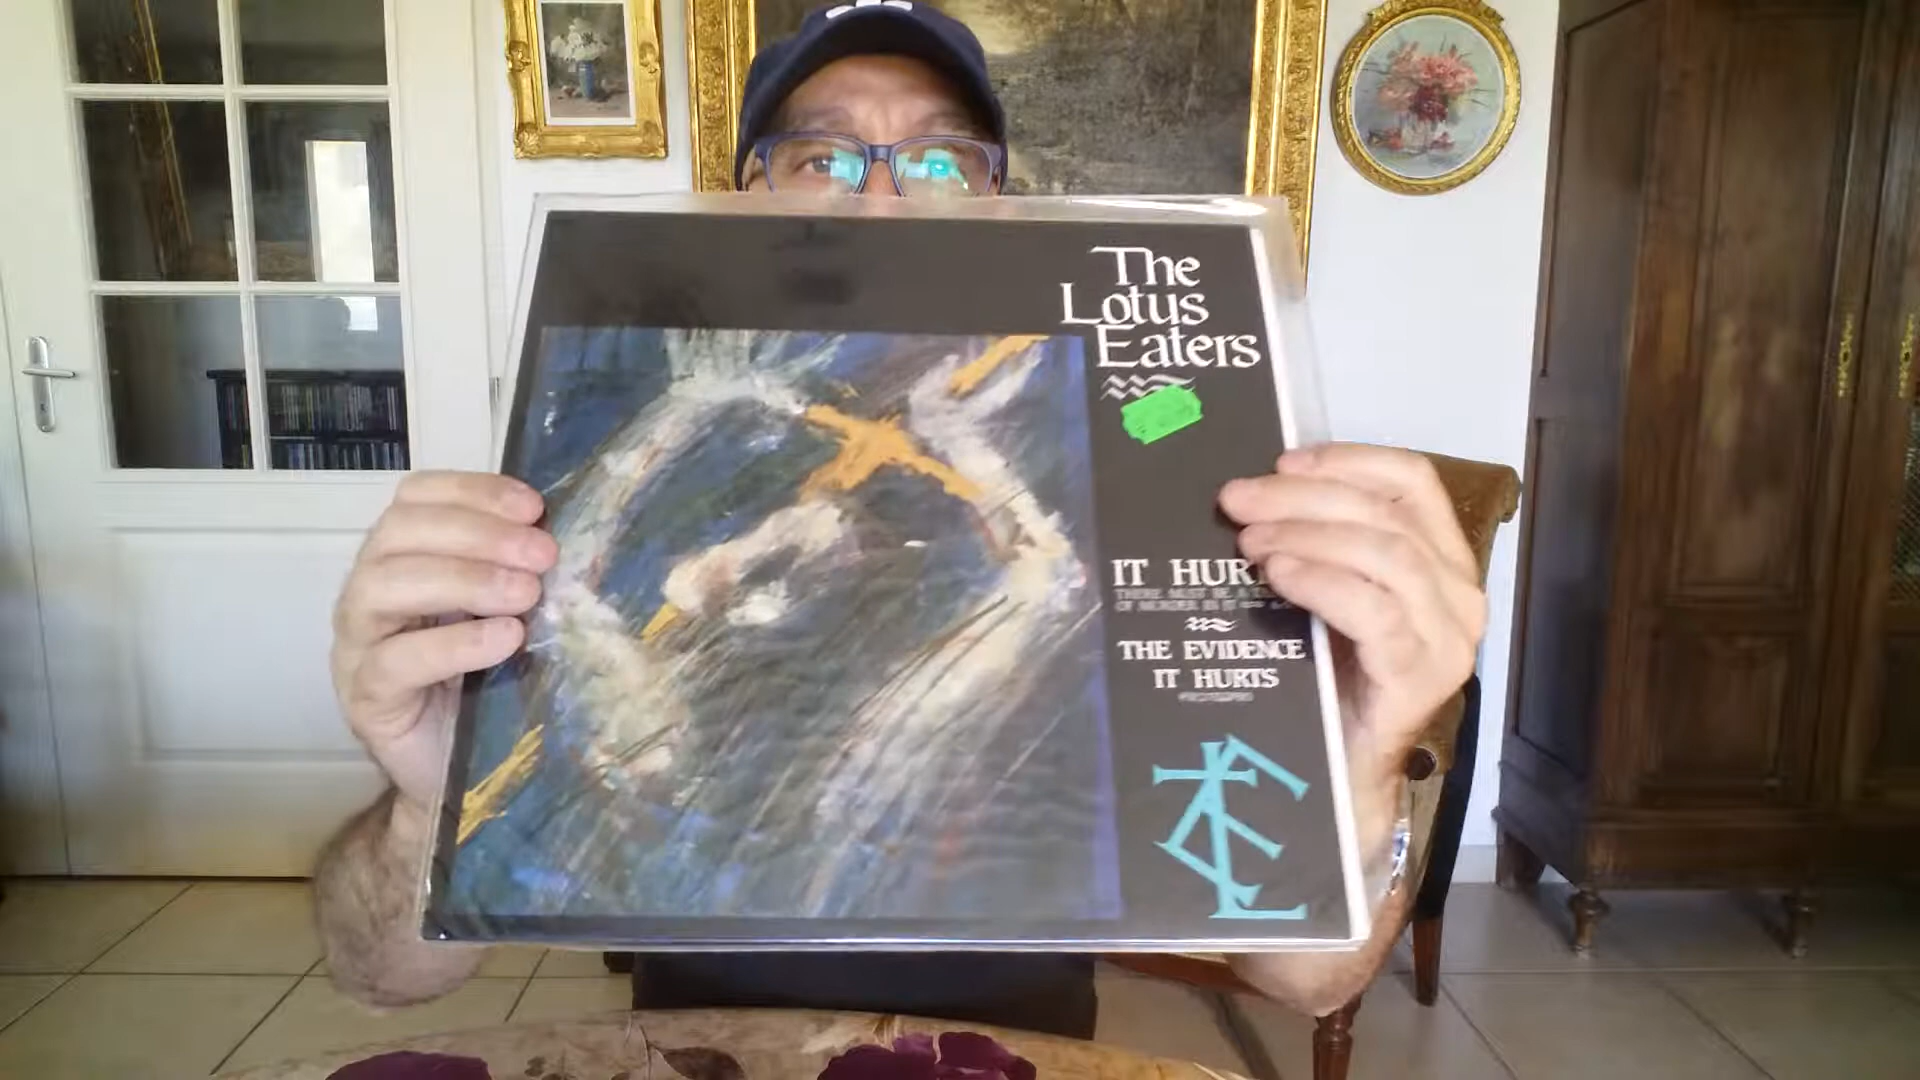 The
Lotus
Eaters
IT HUR
THERE MUST BE A
OF MURDER IN IT
THE EVIDENCE
IT HURTS